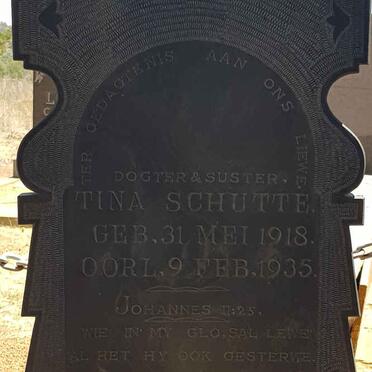 TER GEDAGTENIS AAN ONS LIEWE
DOGTER & SUSTER,
TINA SCHUTTE.
GEB, 31 MEI 1918.
OORL, 9 FEB, 1935.
JOHANNES 11:25,
WIE IN MY GLO, SAL LEWE
AL HET HY OOK GESTERWE.